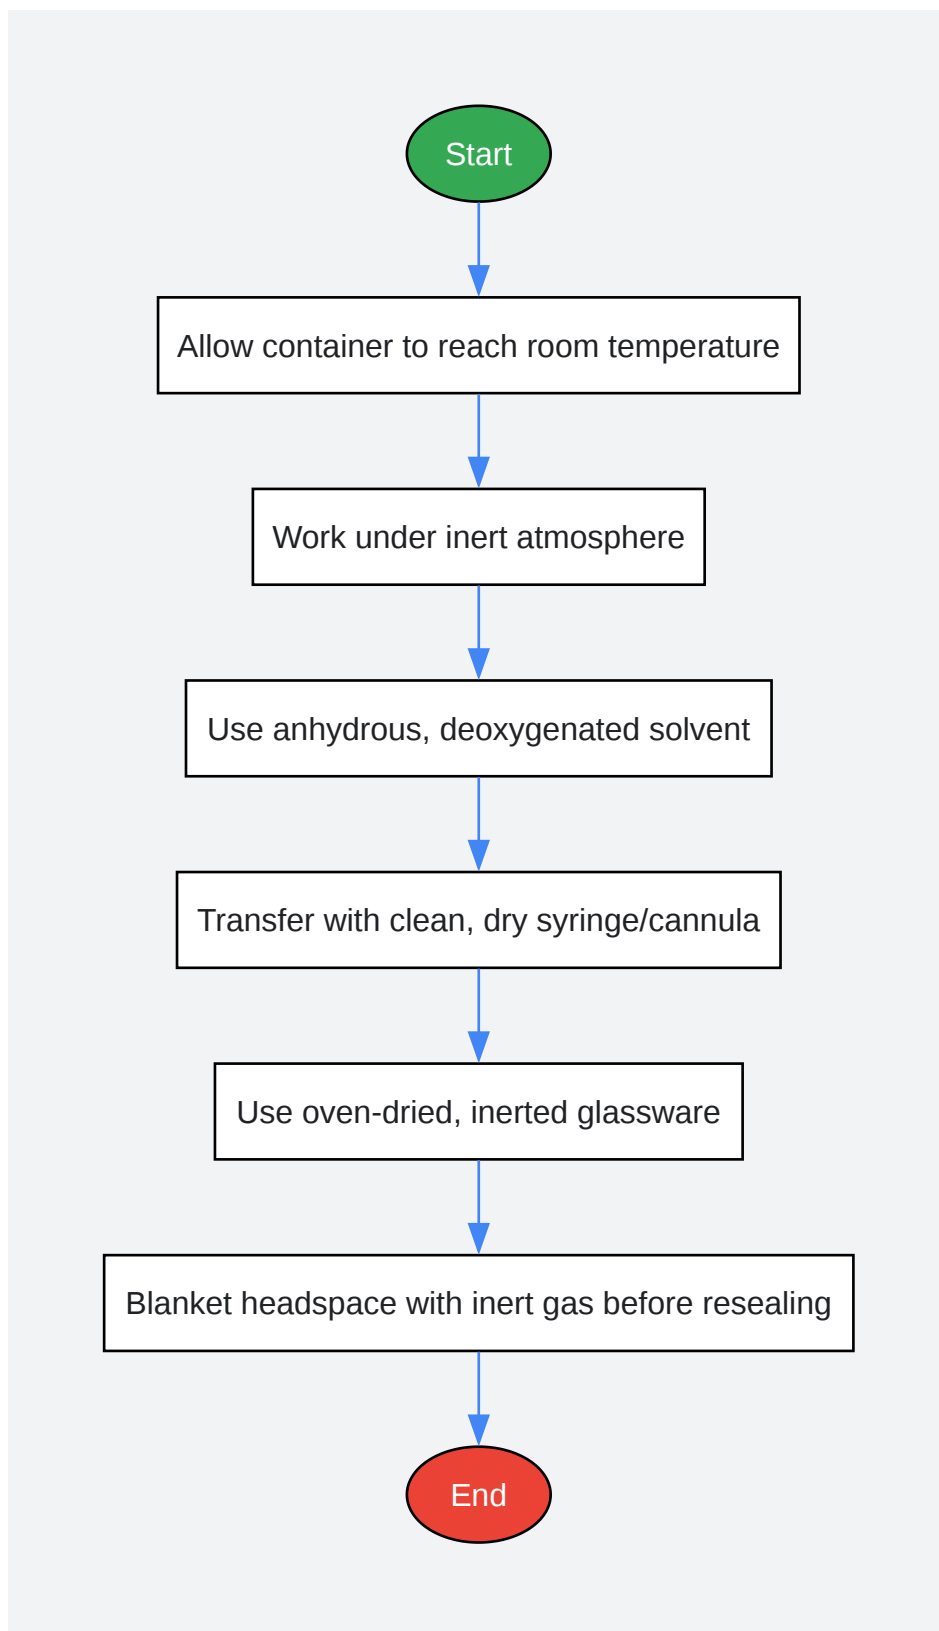 Start
Allow container to reach room temperature
Work under inert atmosphere
Use anhydrous, deoxygenated solvent
Transfer with clean, dry syringe/cannula
Use oven-dried, inerted glassware
Blanket headspace with inert gas before resealing
End